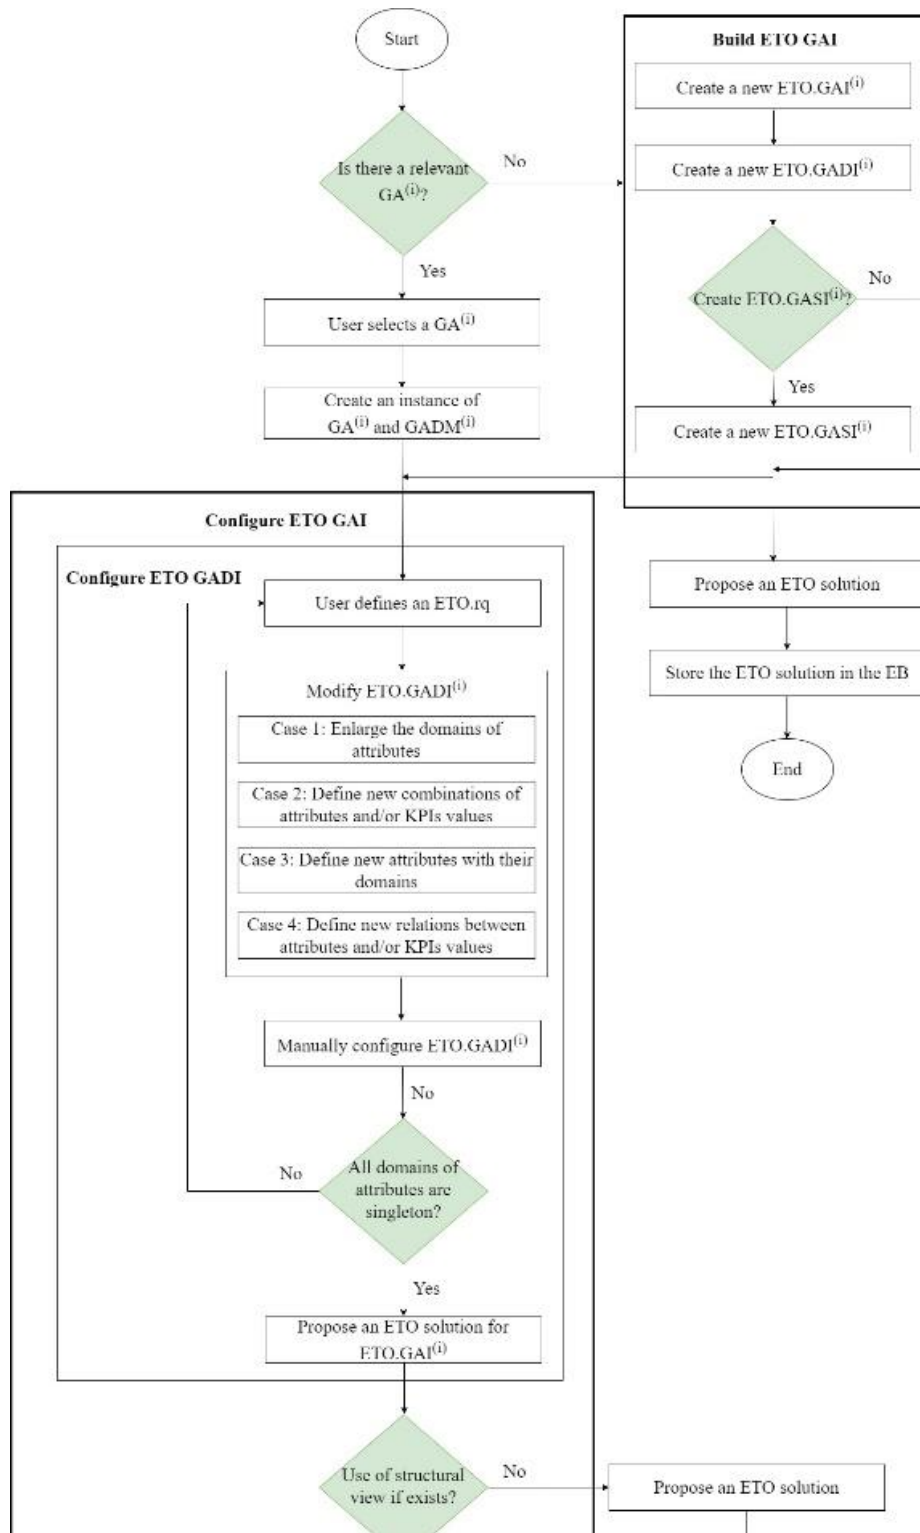 Start
Is there a relevant
GA(i)?
No
Yes
User selects a GA(i)
Create an instance of
GA(i) and GADM(i)
Build ETO GAI
Create a new ETO.GAI(i)
Create a new ETO.GADI(i)
Create ETO.GASI(i)?
No
Yes
Create a new ETO.GASI(i)
Configure ETO GAI
Configure ETO GADI
User defines an ETO.rq
Modify ETO.GADI(i)
Case 1: Enlarge the domains of
attributes
Case 2: Define new combinations of
attributes and/or KPIs values
Case 3: Define new attributes with their
domains
Case 4: Define new relations between
attributes and/or KPIs values
Manually configure ETO.GADI(i)
No
All domains of
attributes are
singleton?
No
Yes
Propose an ETO solution for
ETO.GAI(i)
Use of structural
view if exists?
No
Propose an ETO solution
Propose an ETO solution
Store the ETO solution in the EB
End